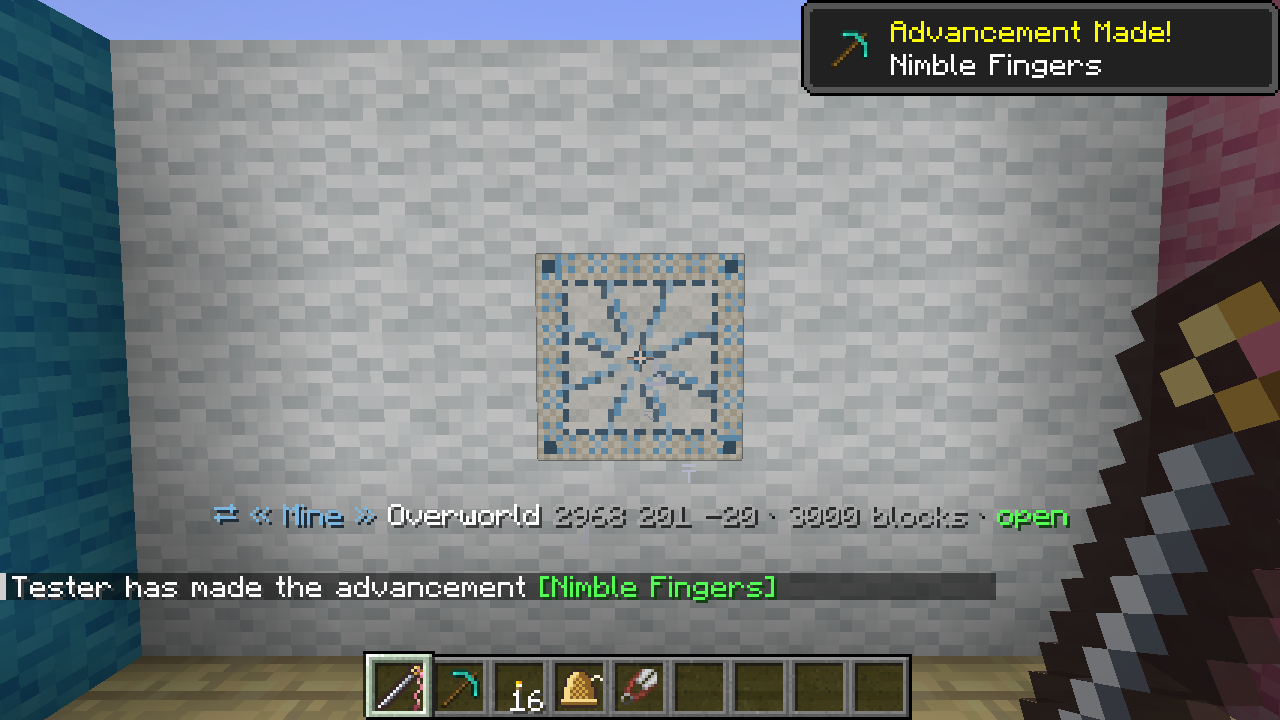 Advancement Made!
Nimble Fingers
⇄ « Mine » Overworld 2968 201 -20 · 3000 blocks · open
Tester has made the advancement [Nimble Fingers]
16